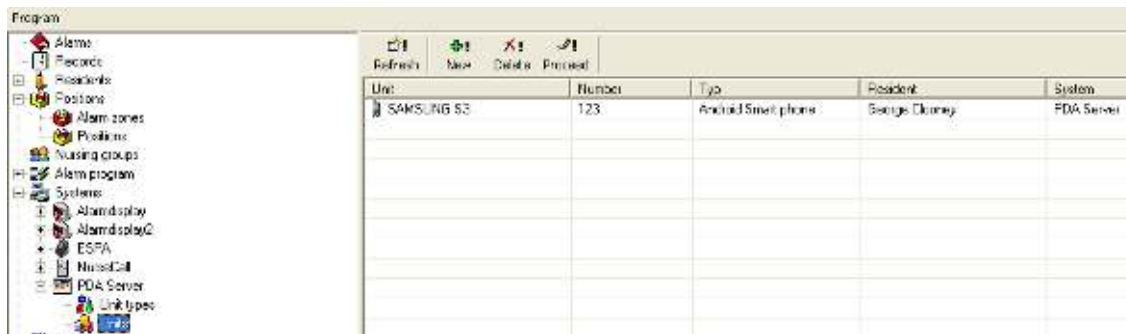 Program
Alarms
Records
Residents
Positions
Alarm zones
Positions
Nursing groups
Alarm program
Systems
Alarmdisplay
Alarmdisplay2
ESPA
NurseCall
PDA Server
Unit types
Units
Refresh New Delete Proceed
Unit Number Typ Resident System
SAMSUNG S3 123 Android Smart phone George Clooney PDA Server